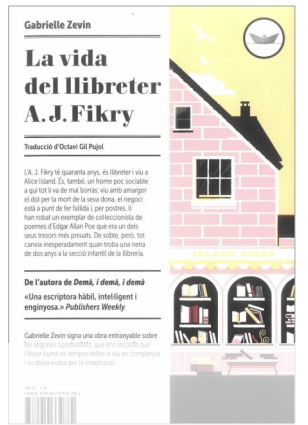 Gabrielle Zevin
La vida
del llibreter
A. J. Fikry
Traducció d'Octavi Gil Pujol
L'A. J. Fikry té quaranta anys, és llibreter i viu a
Alice Island. És, també, un home poc sociable
a qui tot li va de mal borràs: viu amb amargor
el dol per la mort de la seva dona, el negoci
està a punt de fer fallida i, per postres, li
han robat un exemplar de col·leccionista de
poemes d'Edgar Allan Poe que era un dels
seus tresors més preuats. De sobte, però, tot
canvia inesperadament quan troba una nena
de dos anys a la secció infantil de la llibreria.
ISLAND BOOKS
De l'autora de Demà, i demà, i demà
«Una escriptora hàbil, intel·ligent i
enginyosa.» Publishers Weekly
Gabrielle Zevin signa una obra entranyable sobre
les segones oportunitats, que ens recorda que
l'ésser humà és sempre millor si viu en companyia
i es deixa endur per la imaginació.